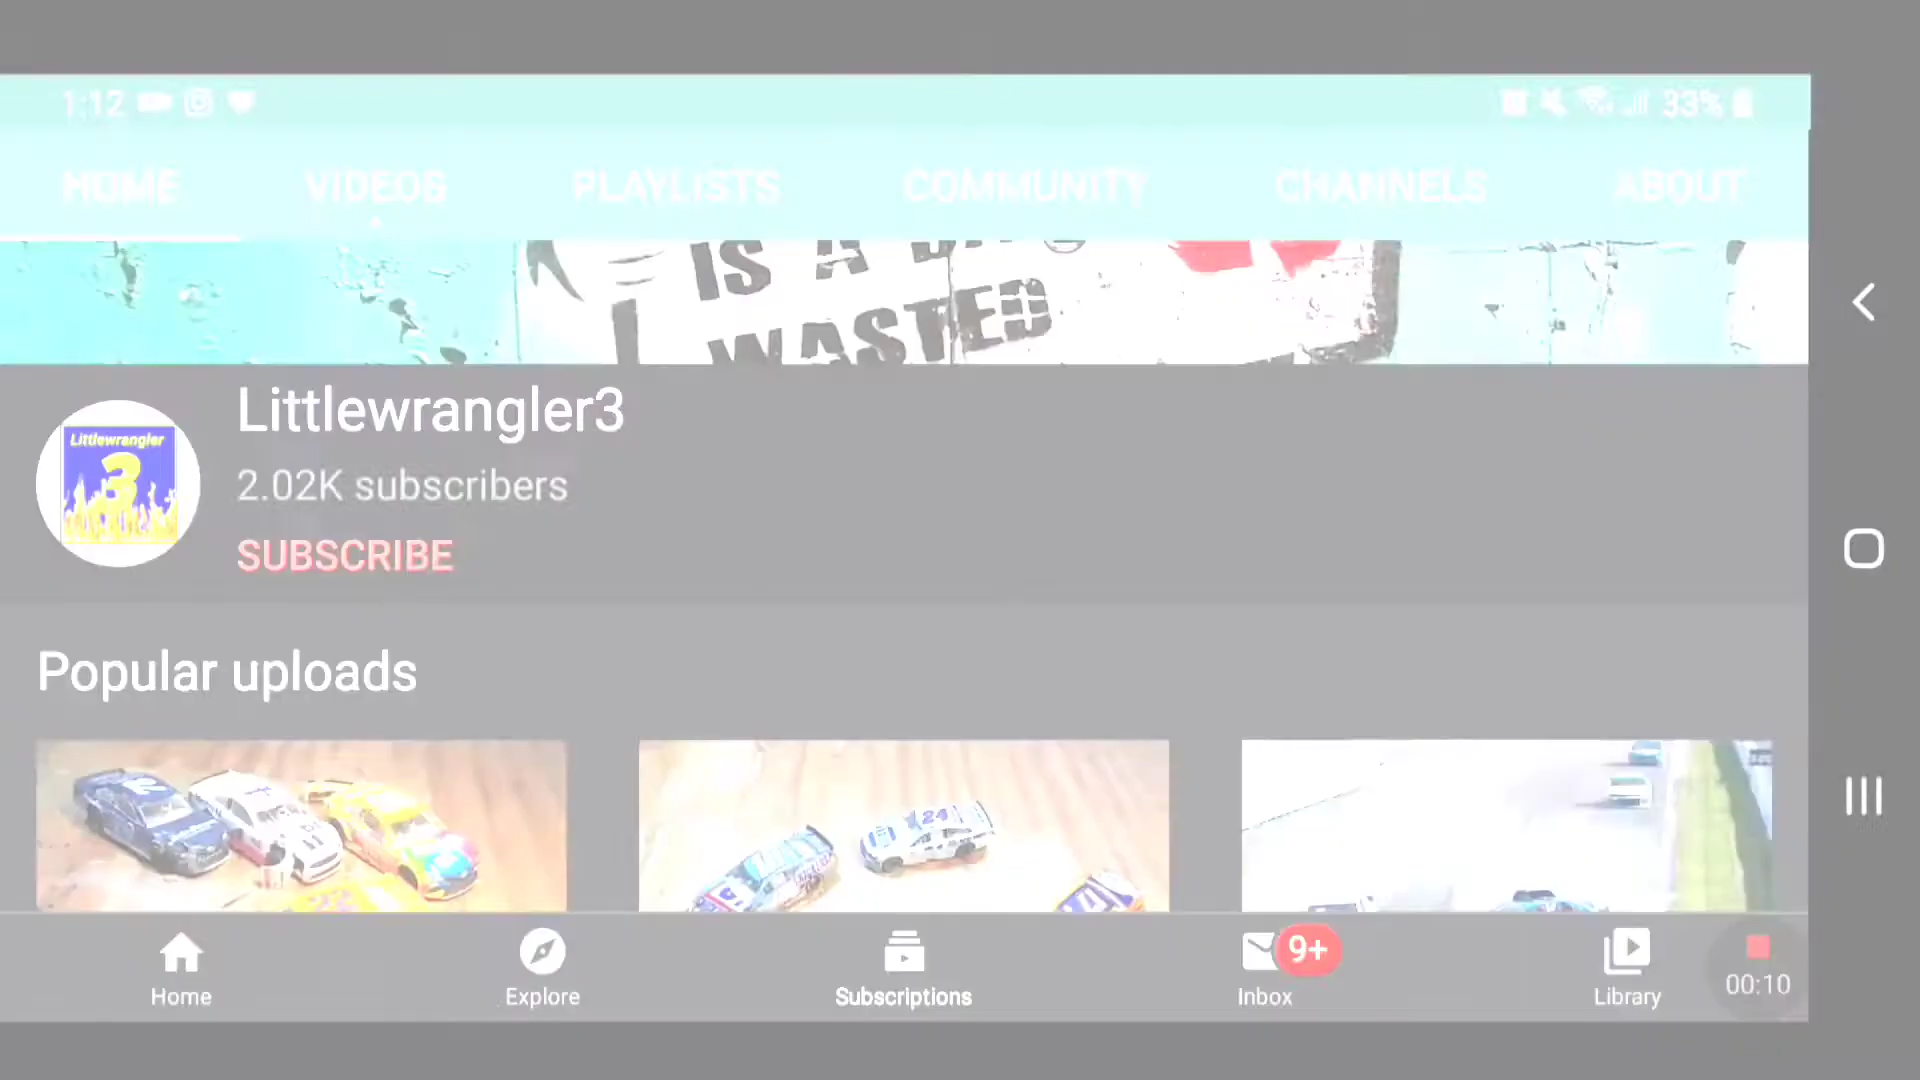 1:12
33%
HOME VIDEOS PLAYLISTS COMMUNITY CHANNELS ABOUT
IS A
WASTED
Littlewrangler3
Littlewrangler
3
2.02K subscribers
SUBSCRIBE
Popular uploads
24
Home Explore Subscriptions Inbox 9+ Library 00:10